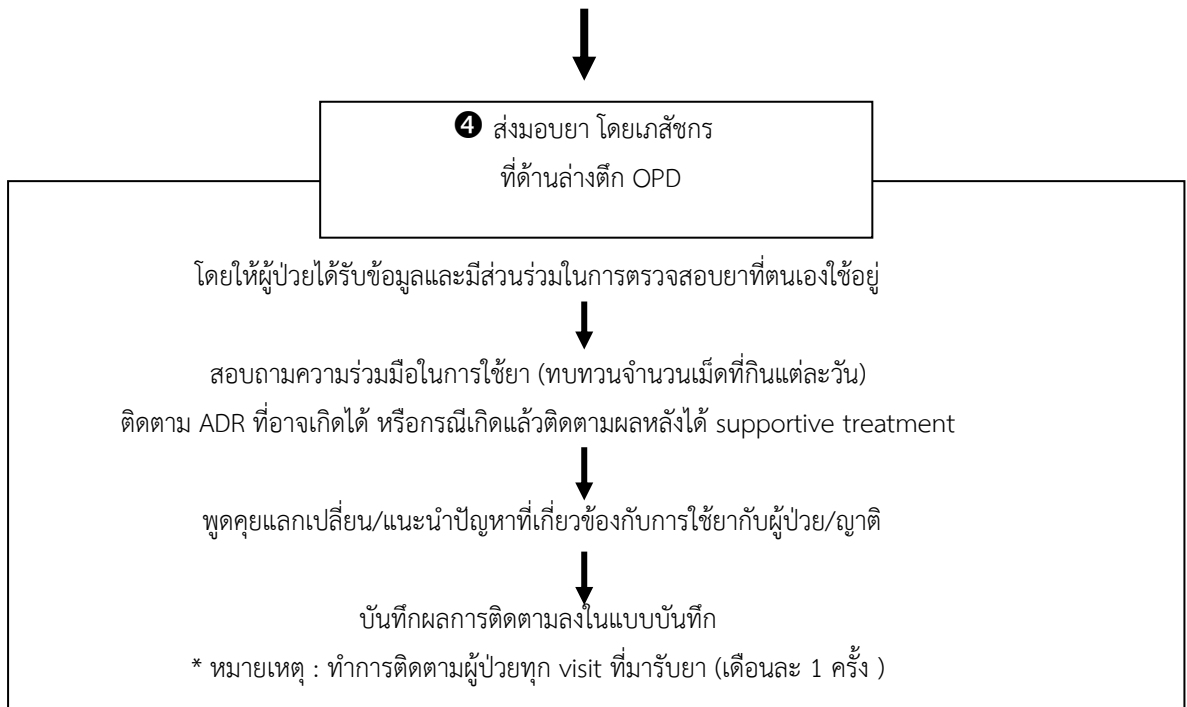 ❹ ส่งมอบยา โดยเภสัชกร
ที่ด้านล่างตึก OPD
โดยให้ผู้ป่วยได้รับข้อมูลและมีส่วนร่วมในการตรวจสอบยาที่ตนเองใช้อยู่
สอบถามความร่วมมือในการใช้ยา (ทบทวนจำนวนเม็ดที่กินแต่ละวัน)
ติดตาม ADR ที่อาจเกิดได้ หรือกรณีเกิดแล้วติดตามผลหลังได้ supportive treatment
พูดคุยแลกเปลี่ยน/แนะนำปัญหาที่เกี่ยวข้องกับการใช้ยากับผู้ป่วย/ญาติ
บันทึกผลการติดตามลงในแบบบันทึก
* หมายเหตุ : ทำการติดตามผู้ป่วยทุก visit ที่มารับยา (เดือนละ 1 ครั้ง )